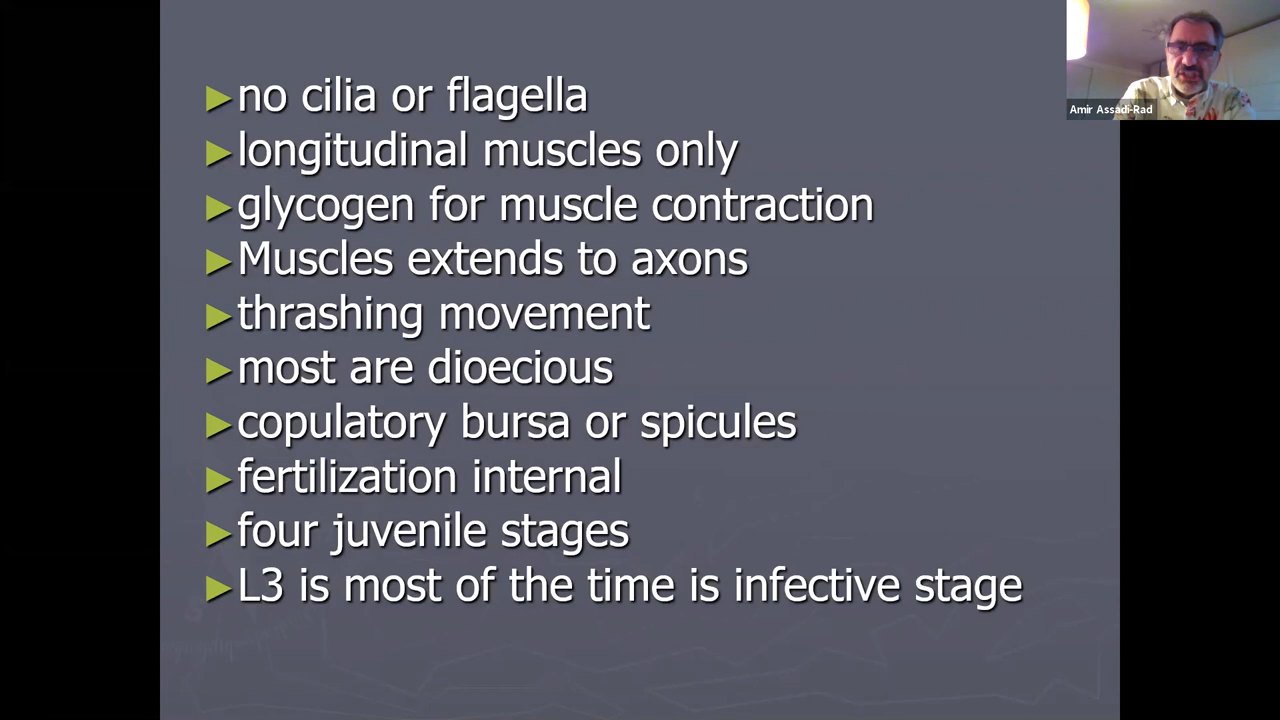 no cilia or flagella
longitudinal muscles only
glycogen for muscle contraction
Muscles extends to axons
thrashing movement
most are dioecious
copulatory bursa or spicules
fertilization internal
four juvenile stages
L3 is most of the time is infective stage
Amir Assadi-Rad